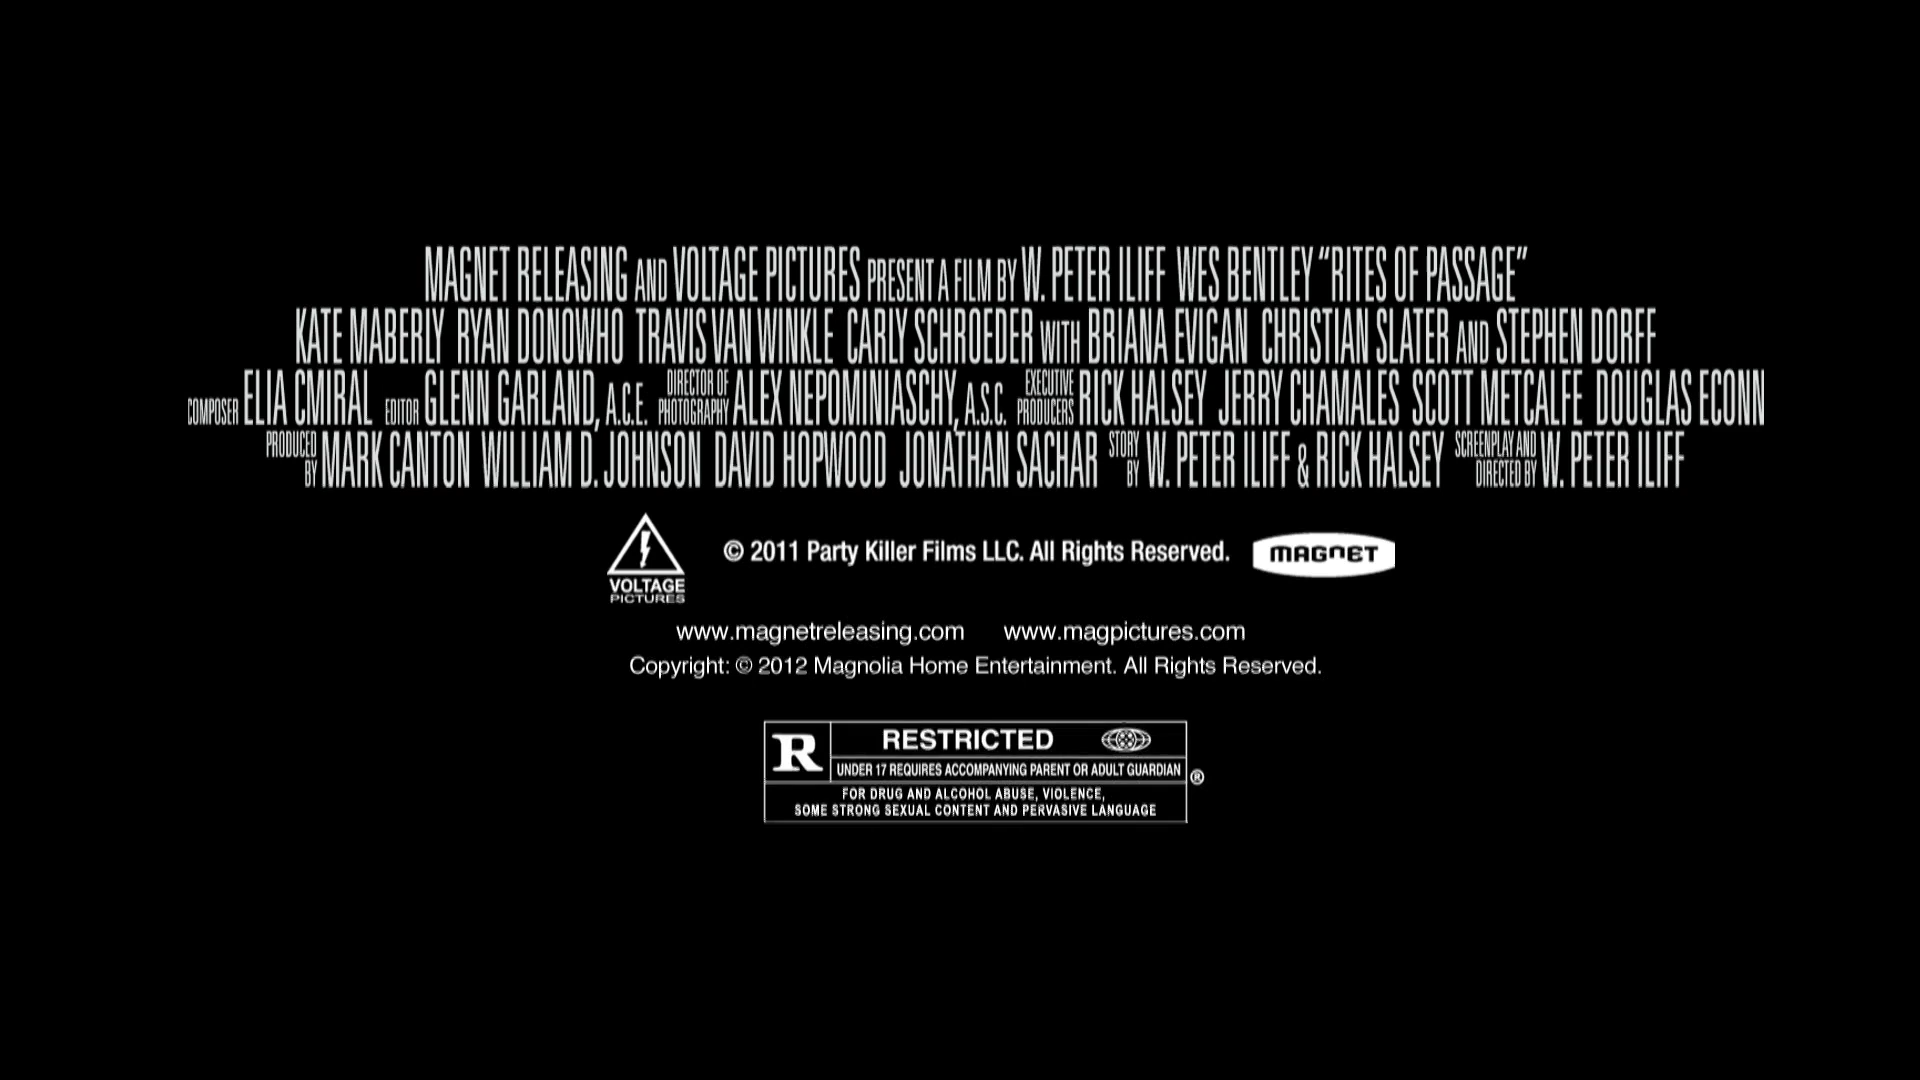 MAGNET RELEASING AND VOLTAGE PICTURES PRESENT A FILM BY W. PETER ILIFF WES BENTLEY “RITES OF PASSAGE”
KATE MABERLY RYAN DONOWHO TRAVIS VAN WINKLE CARLY SCHROEDER WITH BRIANA EVIGAN CHRISTIAN SLATER AND STEPHEN DORFF
COMPOSER ELIA CMIRAL EDITOR GLENN GARLAND, A.C.E. DIRECTOR OF PHOTOGRAPHY ALEX NEPOMINIASCHY, A.S.C. EXECUTIVE PRODUCERS RICK HALSEY JERRY CHAMALES SCOTT METCALFE DOUGLAS ECONN
PRODUCED BY MARK CANTON WILLIAM D. JOHNSON DAVID HOPWOOD JONATHAN SACHAR STORY BY W. PETER ILIFF & RICK HALSEY SCREENPLAY AND DIRECTED BY W. PETER ILIFF
VOLTAGE
PICTURES
© 2011 Party Killer Films LLC. All Rights Reserved.
MAGNET
www.magnetreleasing.com www.magpictures.com
Copyright: © 2012 Magnolia Home Entertainment. All Rights Reserved.
R
RESTRICTED
UNDER 17 REQUIRES ACCOMPANYING PARENT OR ADULT GUARDIAN
®
FOR DRUG AND ALCOHOL ABUSE, VIOLENCE,
SOME STRONG SEXUAL CONTENT AND PERVASIVE LANGUAGE